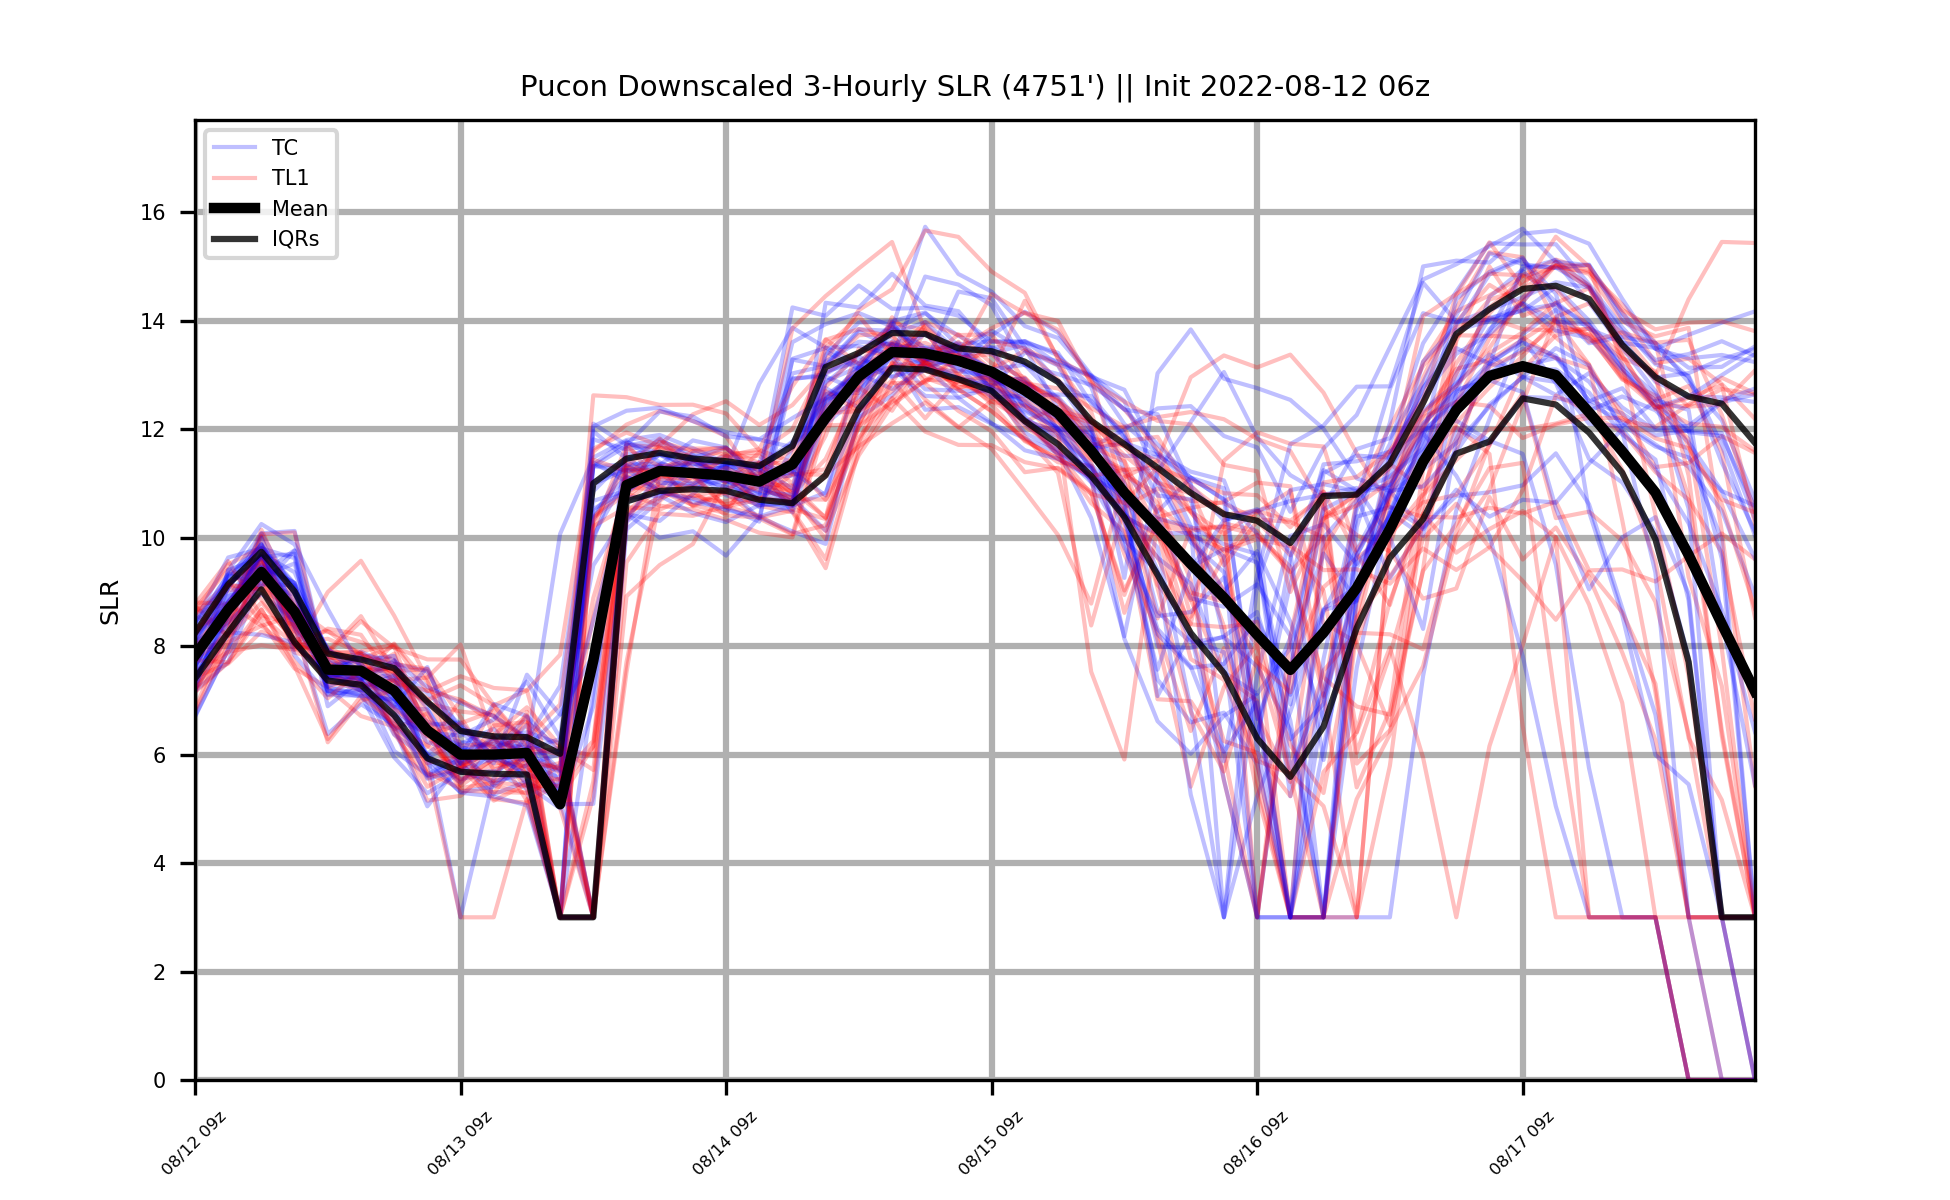 Pucon Downscaled 3-Hourly SLR (4751') || Init 2022-08-12 06z
TC
TL1
Mean
IQRs
SLR
16
14
12
10
8
6
4
2
0
08/12 09z
08/13 09z
08/14 09z
08/15 09z
08/16 09z
08/17 09z